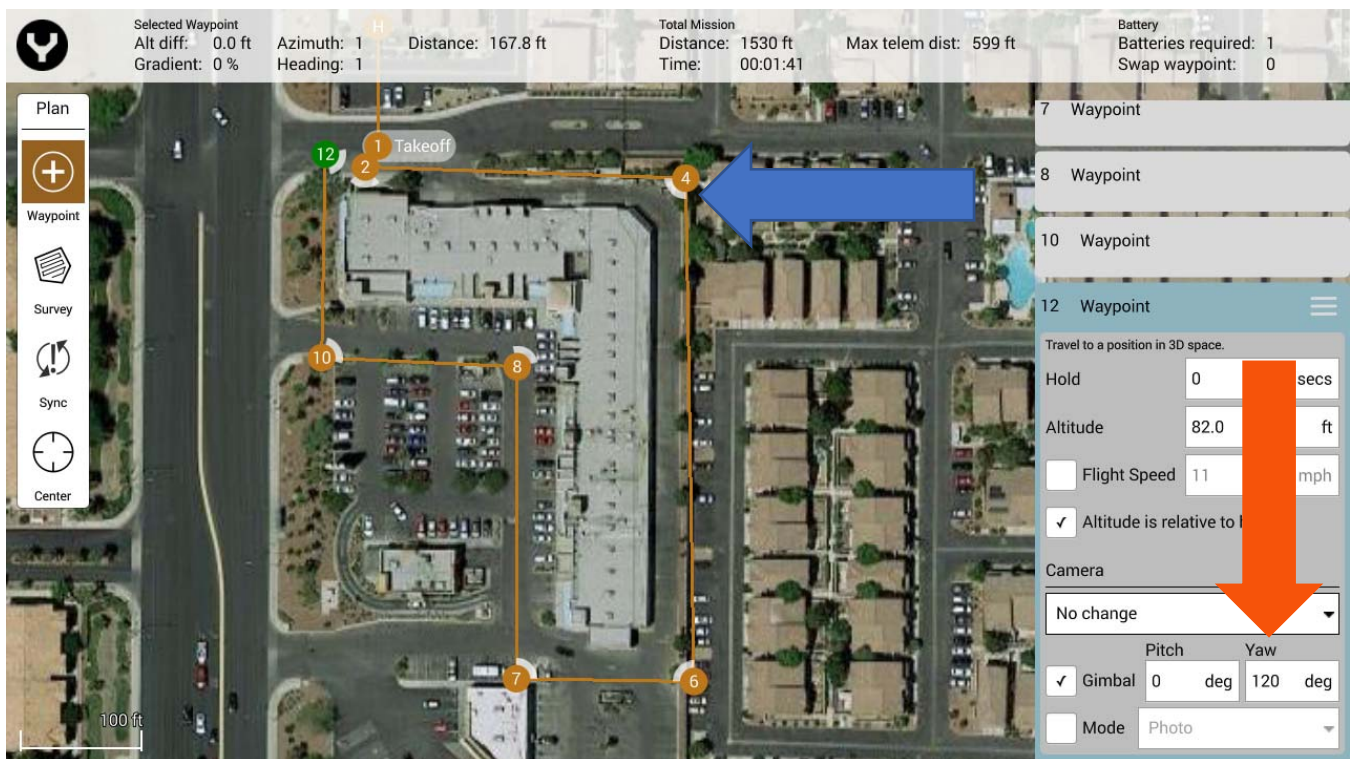 Selected Waypoint
Alt diff: 0.0 ft Azimuth: 1 Distance: 167.8 ft
Gradient: 0 % Heading: 1
Total Mission
Distance: 1530 ft Max telem dist: 599 ft
Time: 00:01:41
Battery
Batteries required: 1
Swap waypoint: 0
Plan
Waypoint
Survey
Sync
Center
H
1 Takeoff
2
4
12
10
8
7
6
100 ft
7 Waypoint
8 Waypoint
10 Waypoint
12 Waypoint
Travel to a position in 3D space.
Hold 0 secs
Altitude 82.0 ft
Flight Speed 11 mph
Altitude is relative to
Camera
No change
Pitch Yaw
Gimbal 0 deg 120 deg
Mode Photo